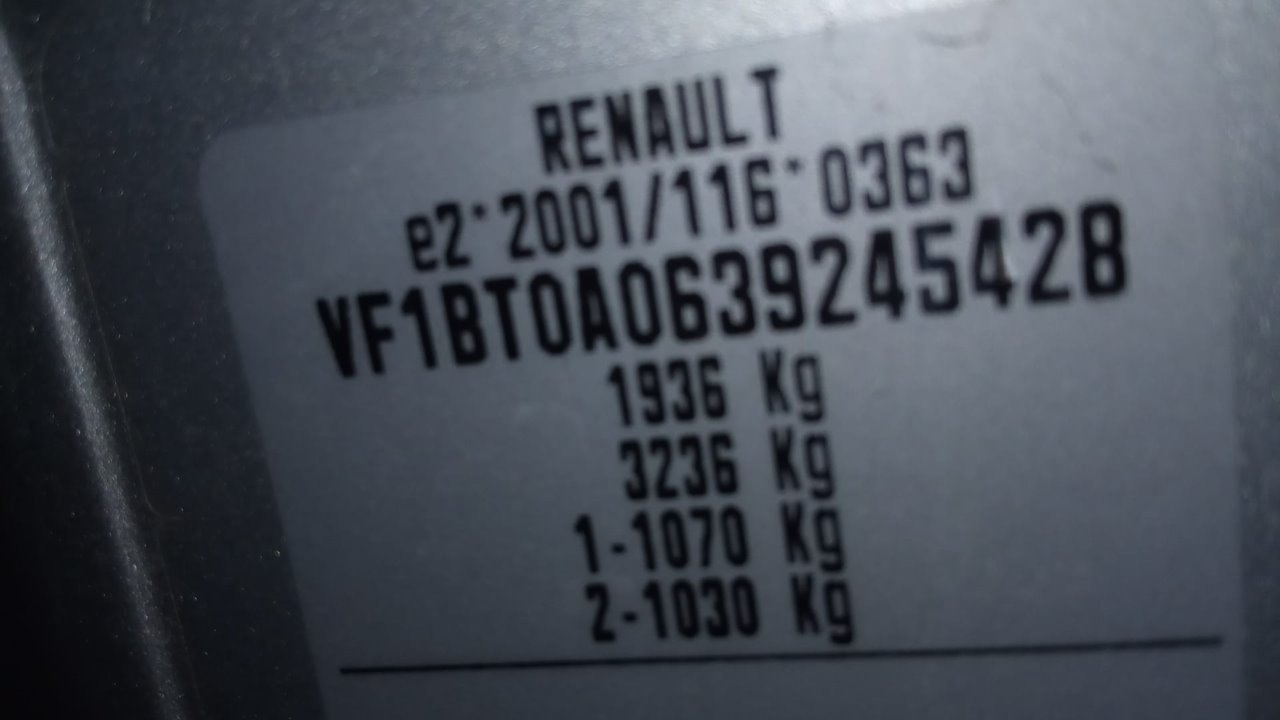 RENAULT
e2*2001/116*0363
VF1BT0A0639245428
1936 Kg
3236 Kg
1-1070 Kg
2-1030 Kg